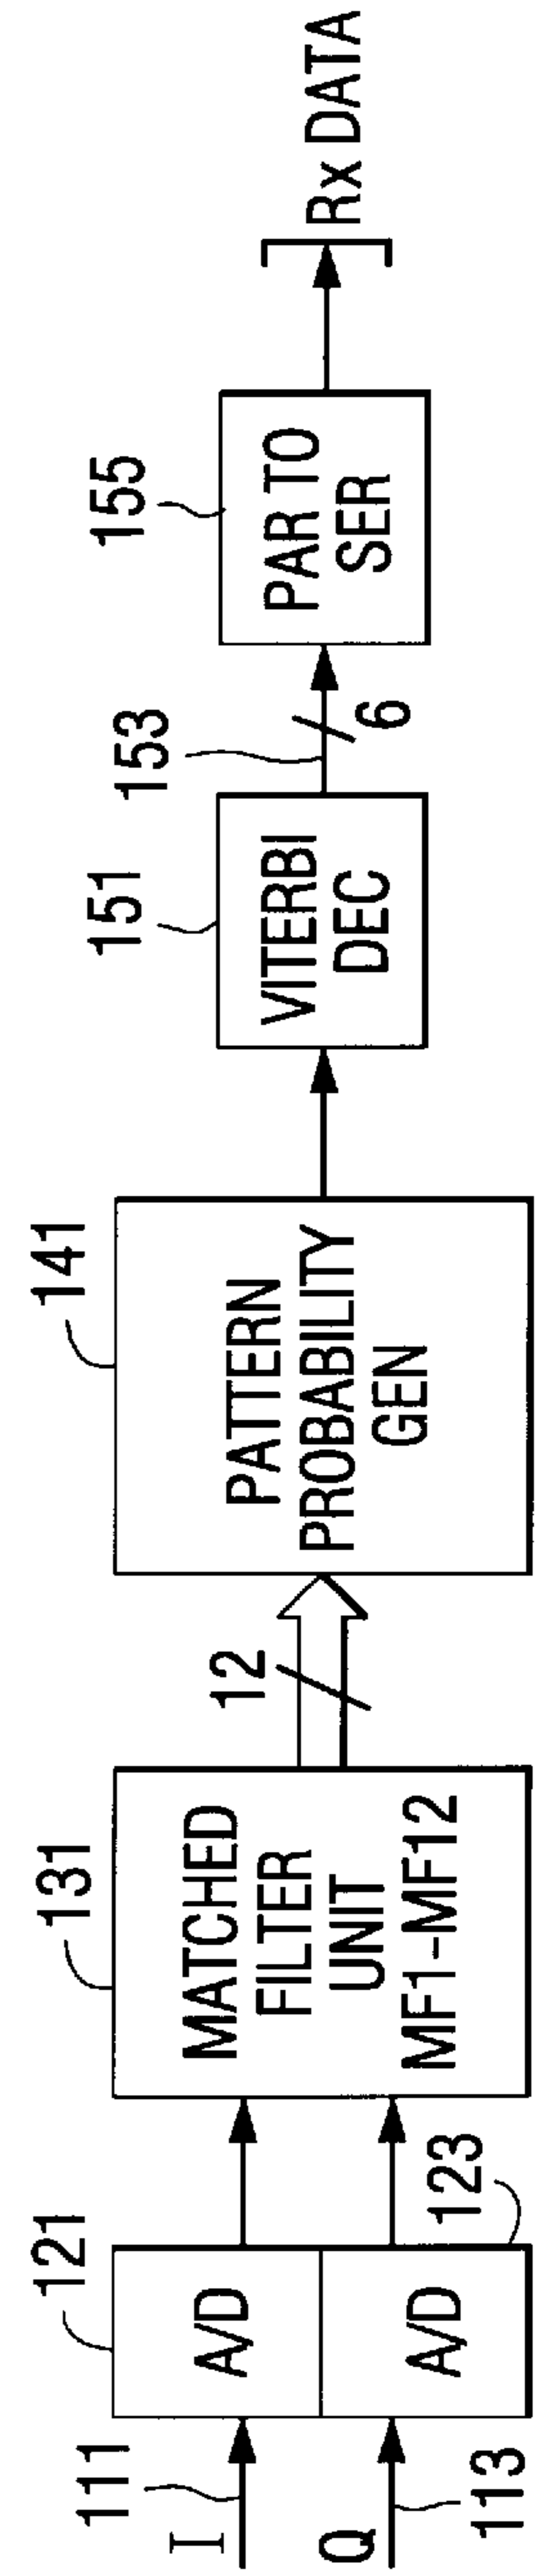 I
111
Q
113
121
A/D
A/D
123
131
MATCHED
FILTER
UNIT
MF1-MF12
12
141
PATTERN
PROBABILITY
GEN
151
VITERBI
DEC
153
6
155
PAR TO
SER
Rx DATA